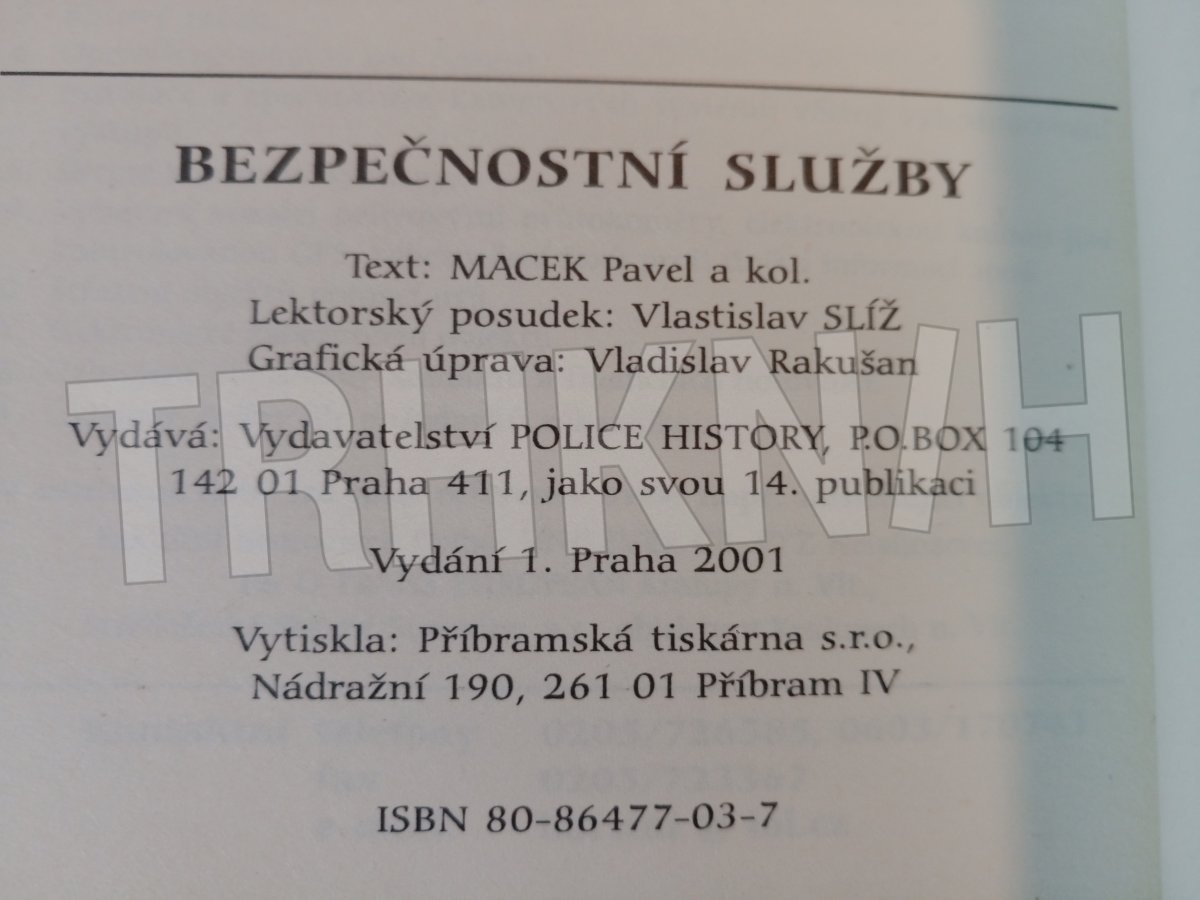 BEZPEČNOSTNÍ SLUŽBY
Text: MACEK Pavel a kol.
Lektorský posudek: Vlastislav SLÍŽ
Grafická úprava: Vladislav Rakušan
Vydává: Vydavatelství POLICE HISTORY, P.O.BOX 104
142 01 Praha 411, jako svou 14. publikaci
Vydání 1. Praha 2001
Vytiskla: Příbramská tiskárna s.r.o.,
Nádražní 190, 261 01 Příbram IV
ISBN 80-86477-03-7
TRHKNIH